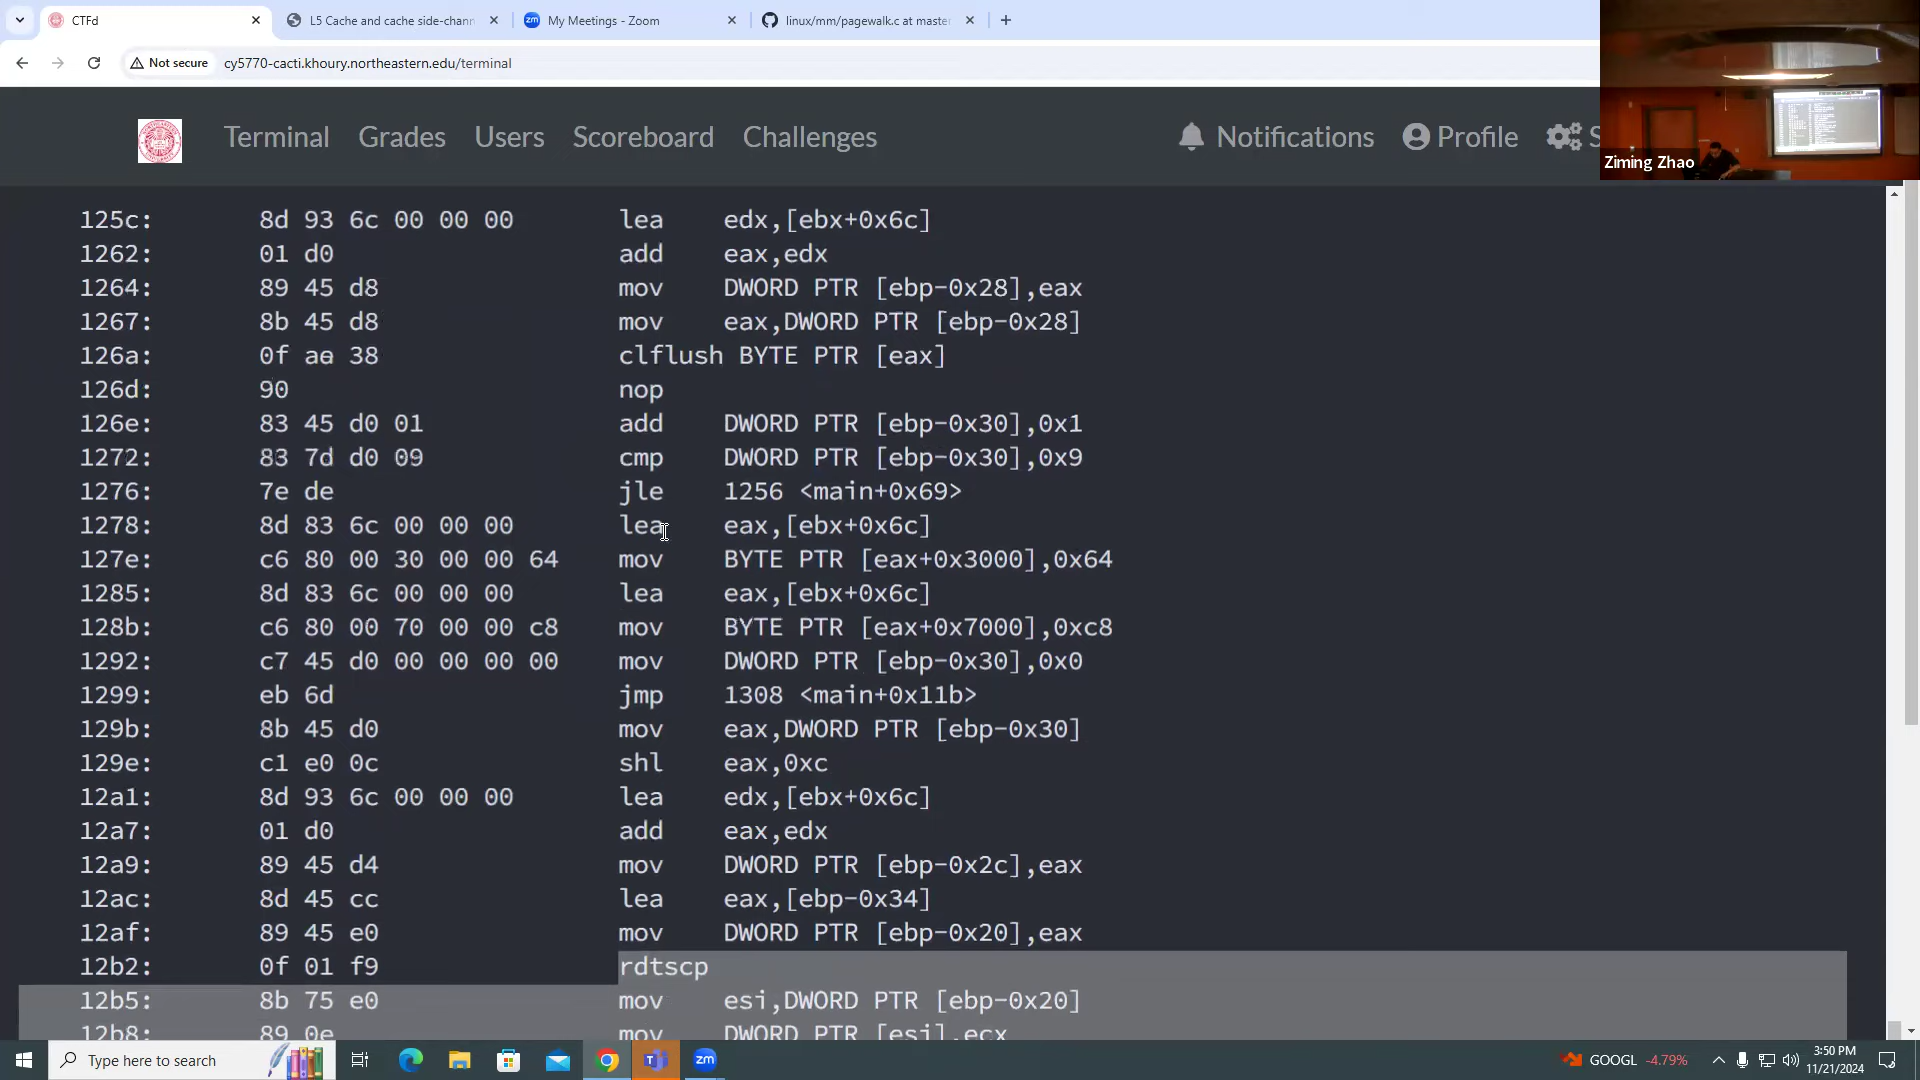 CTFd
L5 Cache and cache side-chann
My Meetings - Zoom
linux/mm/pagewalk.c at master
Not secure
cy5770-cacti.khoury.northeastern.edu/terminal
Terminal Grades Users Scoreboard Challenges
Notifications Profile S
Ziming Zhao
125c: 8d 93 6c 00 00 00 lea edx,[ebx+0x6c]
1262: 01 d0 add eax,edx
1264: 89 45 d8 mov DWORD PTR [ebp-0x28],eax
1267: 8b 45 d8 mov eax,DWORD PTR [ebp-0x28]
126a: 0f ae 38 clflush BYTE PTR [eax]
126d: 90 nop
126e: 83 45 d0 01 add DWORD PTR [ebp-0x30],0x1
1272: 83 7d d0 09 cmp DWORD PTR [ebp-0x30],0x9
1276: 7e de jle 1256 <main+0x69>
1278: 8d 83 6c 00 00 00 lea eax,[ebx+0x6c]
127e: c6 80 00 30 00 00 64 mov BYTE PTR [eax+0x3000],0x64
1285: 8d 83 6c 00 00 00 lea eax,[ebx+0x6c]
128b: c6 80 00 70 00 00 c8 mov BYTE PTR [eax+0x7000],0xc8
1292: c7 45 d0 00 00 00 00 mov DWORD PTR [ebp-0x30],0x0
1299: eb 6d jmp 1308 <main+0x11b>
129b: 8b 45 d0 mov eax,DWORD PTR [ebp-0x30]
129e: c1 e0 0c shl eax,0xc
12a1: 8d 93 6c 00 00 00 lea edx,[ebx+0x6c]
12a7: 01 d0 add eax,edx
12a9: 89 45 d4 mov DWORD PTR [ebp-0x2c],eax
12ac: 8d 45 cc lea eax,[ebp-0x34]
12af: 89 45 e0 mov DWORD PTR [ebp-0x20],eax
12b2: 0f 01 f9 rdtscp
12b5: 8b 75 e0 mov esi,DWORD PTR [ebp-0x20]
12b8: 89 0e mov DWORD PTR [esi],ecx
Type here to search
GOOGL -4.79%
3:50 PM
11/21/2024